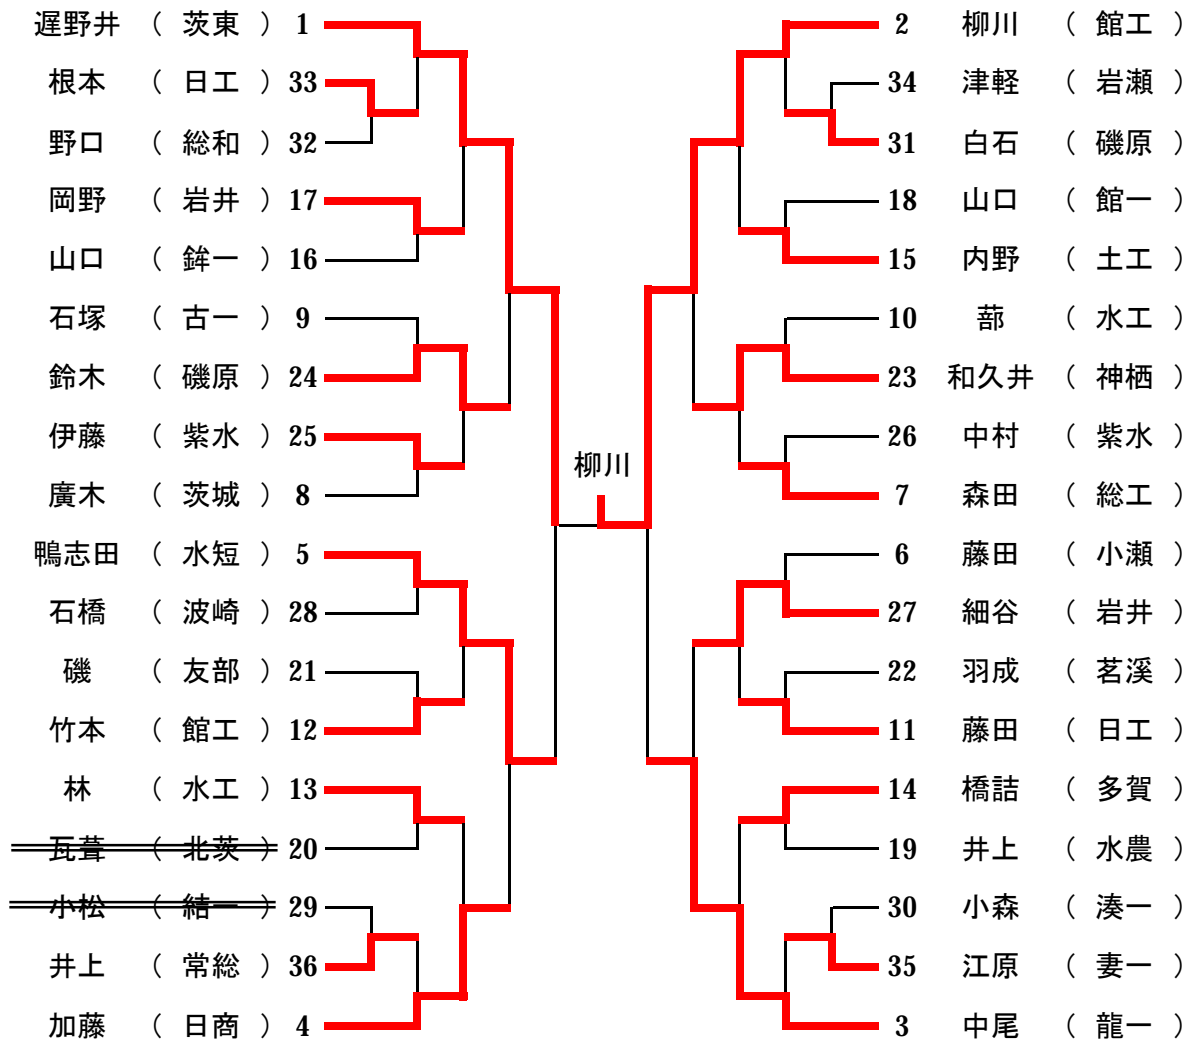 遅野井 （ 茨東 ） 1
根本 （ 日工 ） 33
野口 （ 総和 ） 32
岡野 （ 岩井 ） 17
山口 （ 鉾一 ） 16
石塚 （ 古一 ） 9
鈴木 （ 磯原 ） 24
伊藤 （ 紫水 ） 25
廣木 （ 茨城 ） 8
鴨志田 （ 水短 ） 5
石橋 （ 波崎 ） 28
磯 （ 友部 ） 21
竹本 （ 館工 ） 12
林 （ 水工 ） 13
瓦葺 （ 北茨 ） 20
小松 （ 結一 ） 29
井上 （ 常総 ） 36
加藤 （ 日商 ） 4
柳川
2 柳川 （ 館工 ）
34 津軽 （ 岩瀬 ）
31 白石 （ 磯原 ）
18 山口 （ 館一 ）
15 内野 （ 土工 ）
10 蔀 （ 水工 ）
23 和久井 （ 神栖 ）
26 中村 （ 紫水 ）
7 森田 （ 総工 ）
6 藤田 （ 小瀬 ）
27 細谷 （ 岩井 ）
22 羽成 （ 茗溪 ）
11 藤田 （ 日工 ）
14 橋詰 （ 多賀 ）
19 井上 （ 水農 ）
30 小森 （ 湊一 ）
35 江原 （ 妻一 ）
3 中尾 （ 龍一 ）